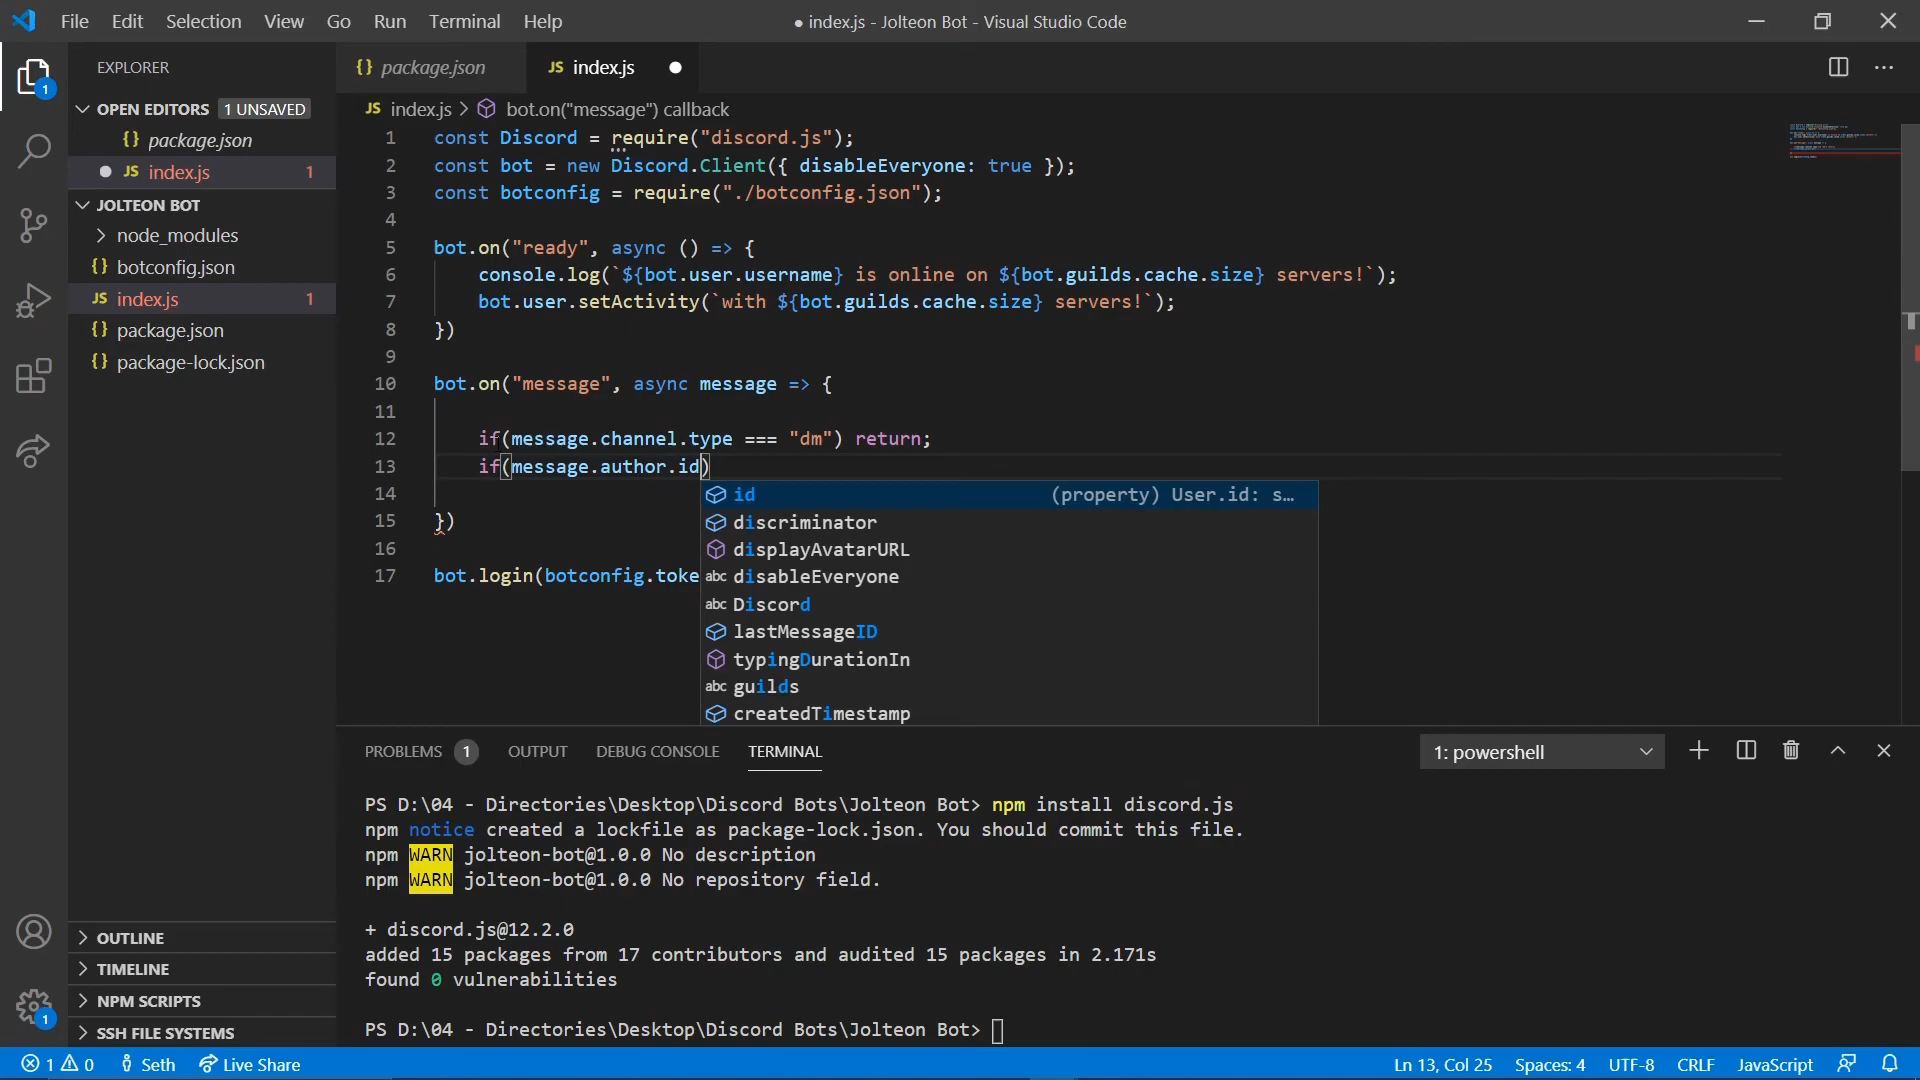 File Edit Selection View Go Run Terminal Help
● index.js - Jolteon Bot - Visual Studio Code
EXPLORER
OPEN EDITORS 1 UNSAVED
{} package.json
JS index.js 1
JOLTEON BOT
node_modules
{} botconfig.json
JS index.js 1
{} package.json
{} package-lock.json
OUTLINE
TIMELINE
NPM SCRIPTS
SSH FILE SYSTEMS
1
1
{} package.json
JS index.js ●
JS index.js > bot.on("message") callback
1 const Discord = require("discord.js");
2 const bot = new Discord.Client({ disableEveryone: true });
3 const botconfig = require("./botconfig.json");
4
5 bot.on("ready", async () => {
6 console.log(`${bot.user.username} is online on ${bot.guilds.cache.size} servers!`);
7 bot.user.setActivity(`with ${bot.guilds.cache.size} servers!`);
8 })
9
10 bot.on("message", async message => {
11
12 if(message.channel.type === "dm") return;
13 if(message.author.id)
14
15 })
16
17 bot.login(botconfig.toke
id (property) User.id: s…
discriminator
displayAvatarURL
abc disableEveryone
abc Discord
lastMessageID
typingDurationIn
abc guilds
createdTimestamp
PROBLEMS 1 OUTPUT DEBUG CONSOLE TERMINAL
1: powershell
PS D:\04 - Directories\Desktop\Discord Bots\Jolteon Bot> npm install discord.js
npm notice created a lockfile as package-lock.json. You should commit this file.
npm WARN jolteon-bot@1.0.0 No description
npm WARN jolteon-bot@1.0.0 No repository field.
+ discord.js@12.2.0
added 15 packages from 17 contributors and audited 15 packages in 2.171s
found 0 vulnerabilities
PS D:\04 - Directories\Desktop\Discord Bots\Jolteon Bot>
1 0 Seth Live Share
Ln 13, Col 25 Spaces: 4 UTF-8 CRLF JavaScript